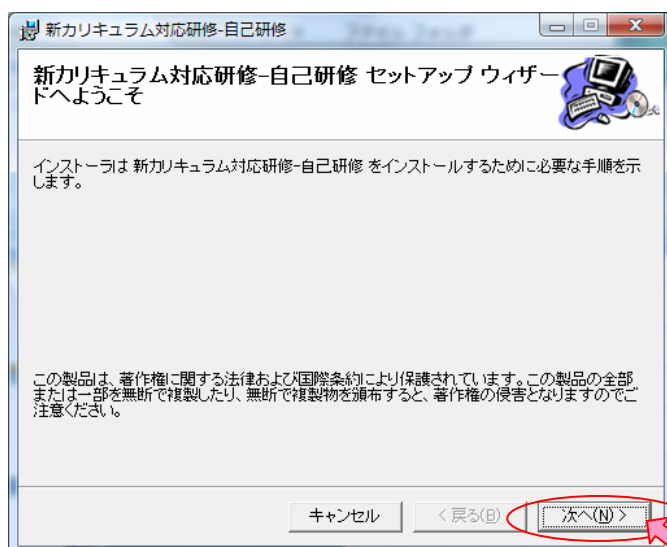 新カリキュラム対応研修-自己研修
新カリキュラム対応研修-自己研修 セットアップ ウィザー
ドへようこそ
インストーラは 新カリキュラム対応研修-自己研修 をインストールするために必要な手順を示
します。
この製品は、著作権に関する法律および国際条約により保護されています。この製品の全部
または一部を無断で複製したり、無断で複製物を頒布すると、著作権の侵害となりますのでご
注意ください。
キャンセル < 戻る(B) 次へ(N) >